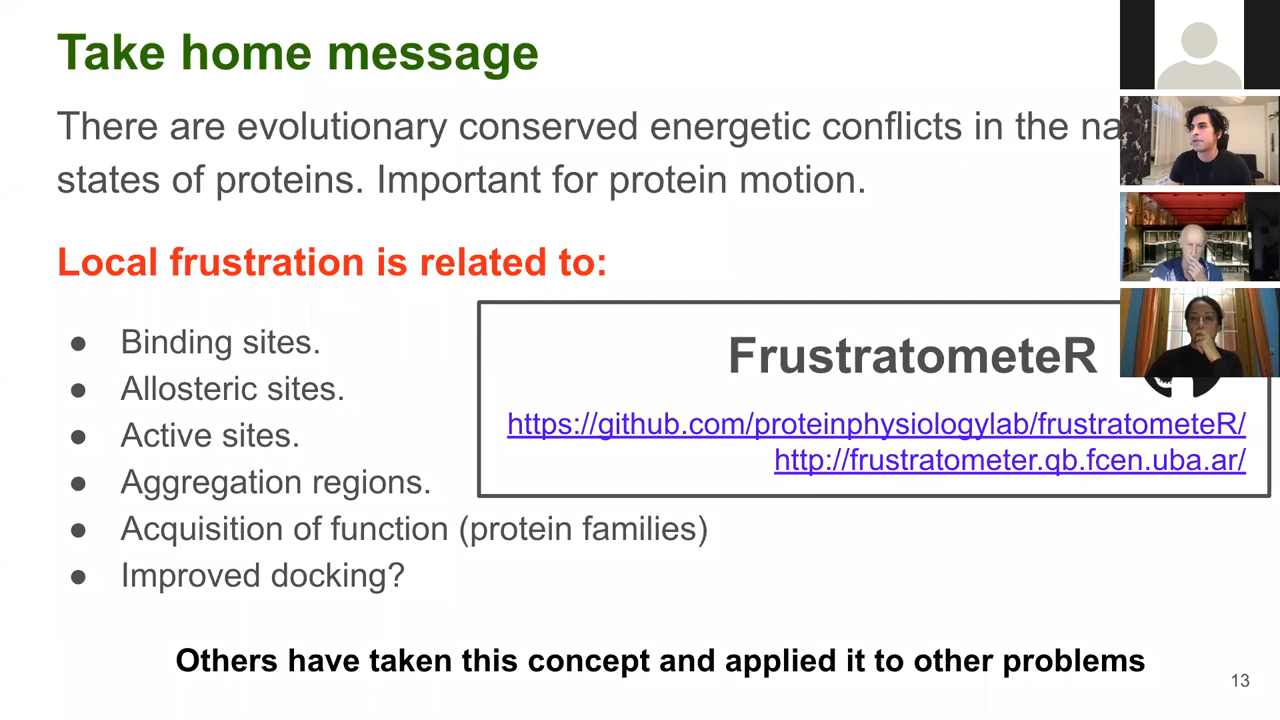 Take home message
There are evolutionary conserved energetic conflicts in the
states of proteins. Important for protein motion.
Local frustration is related to:
● Binding sites.
● Allosteric sites.
● Active sites.
● Aggregation regions.
● Acquisition of function (protein families)
● Improved docking?
FrustratometeR
https://github.com/proteinphysiologylab/frustratometeR/
http://frustratometer.qb.fcen.uba.ar/
Others have taken this concept and applied it to other problems
13